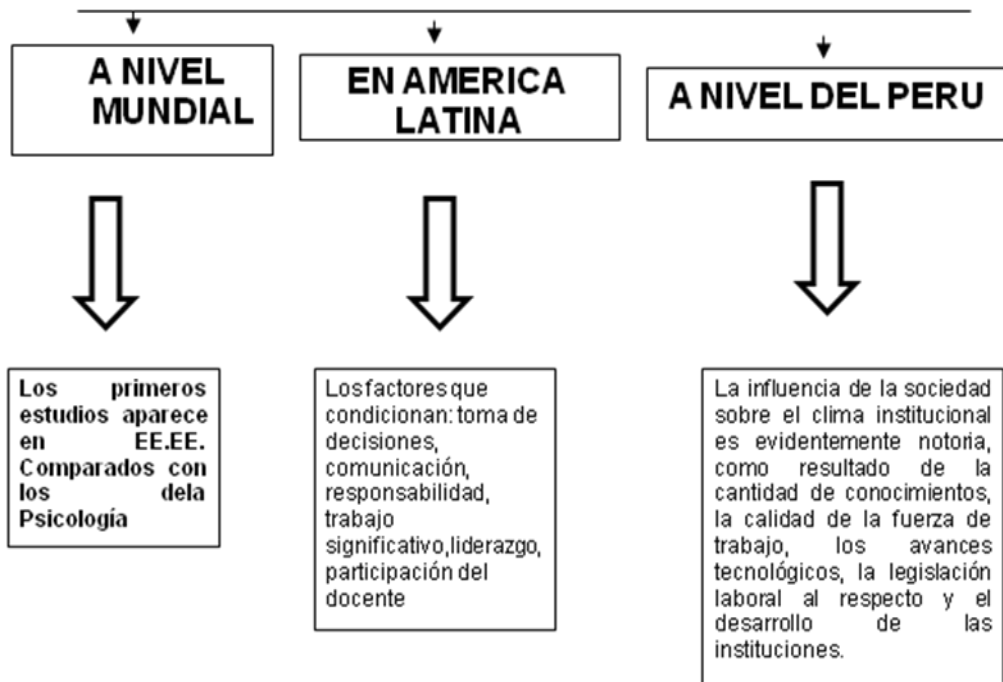 A NIVEL
MUNDIAL
EN AMERICA
LATINA
A NIVEL DEL PERU
Los primeros
estudios aparece
en EE.EE.
Comparados con
los dela
Psicología
Los factores que
condicionan: toma de
decisiones,
comunicación,
responsabilidad,
trabajo
significativo,liderazgo,
participación del
docente
La influencia de la sociedad
sobre el clima institucional
es evidentemente notoria,
como resultado de la
cantidad de conocimientos,
la calidad de la fuerza de
trabajo, los avances
tecnológicos, la legislación
laboral al respecto y el
desarrollo de las
instituciones.